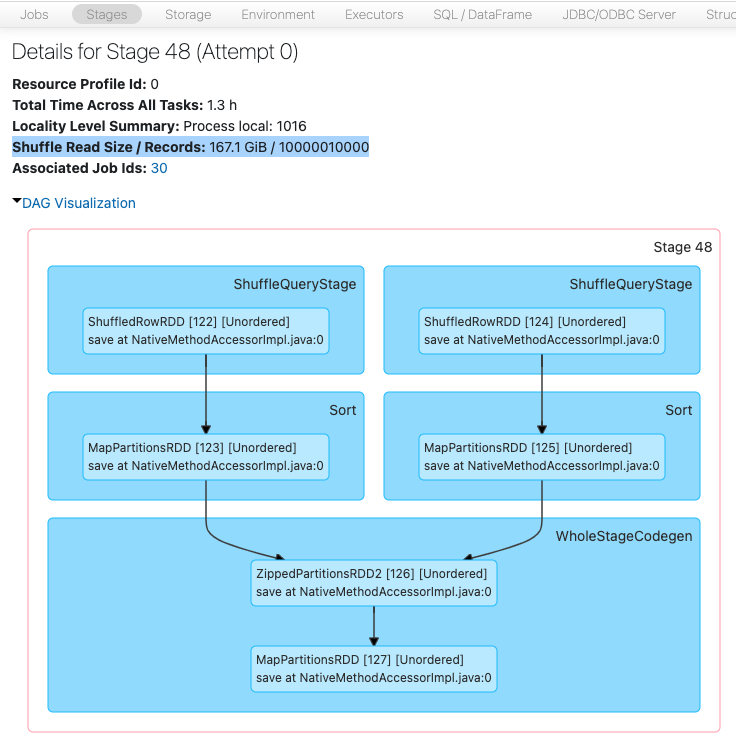 Jobs Stages Storage Environment Executors SQL / DataFrame JDBC/ODBC Server Struc
Details for Stage 48 (Attempt 0)
Resource Profile Id: 0
Total Time Across All Tasks: 1.3 h
Locality Level Summary: Process local: 1016
Shuffle Read Size / Records: 167.1 GiB / 10000010000
Associated Job Ids: 30
DAG Visualization
Stage 48
ShuffleQueryStage
ShuffledRowRDD [122] [Unordered]
save at NativeMethodAccessorImpl.java:0
ShuffleQueryStage
ShuffledRowRDD [124] [Unordered]
save at NativeMethodAccessorImpl.java:0
Sort
MapPartitionsRDD [123] [Unordered]
save at NativeMethodAccessorImpl.java:0
Sort
MapPartitionsRDD [125] [Unordered]
save at NativeMethodAccessorImpl.java:0
WholeStageCodegen
ZippedPartitionsRDD2 [126] [Unordered]
save at NativeMethodAccessorImpl.java:0
MapPartitionsRDD [127] [Unordered]
save at NativeMethodAccessorImpl.java:0